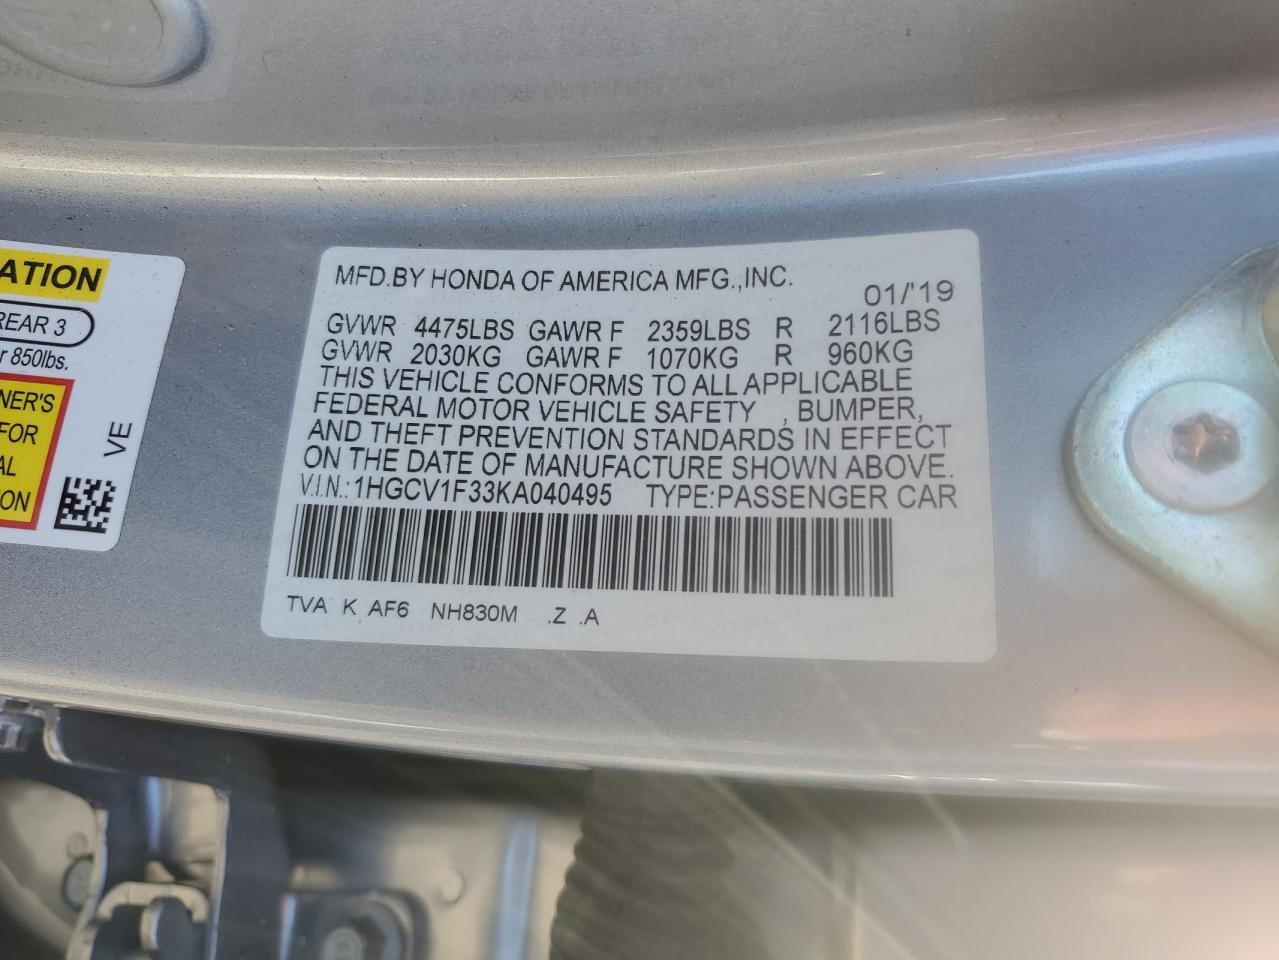 ATION
REAR 3
r 850lbs.
NER'S
FOR
AL
ION
VE
MFD.BY HONDA OF AMERICA MFG.,INC.
01/'19
GVWR 4475LBS GAWR F 2359LBS R 2116LBS
GVWR 2030KG GAWR F 1070KG R 960KG
THIS VEHICLE CONFORMS TO ALL APPLICABLE
FEDERAL MOTOR VEHICLE SAFETY , BUMPER,
AND THEFT PREVENTION STANDARDS IN EFFECT
ON THE DATE OF MANUFACTURE SHOWN ABOVE.
V.I.N.: 1HGCV1F33KA040495 TYPE:PASSENGER CAR
TVA K AF6 NH830M .Z .A